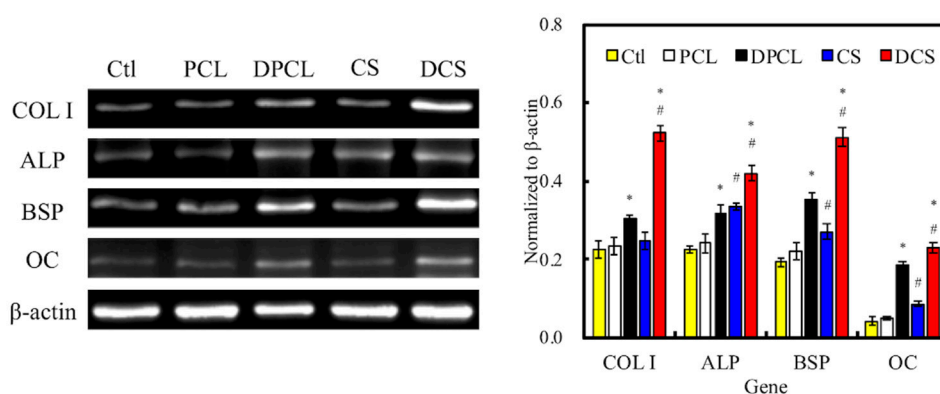 Ctl PCL DPCL CS DCS
COL I
ALP
BSP
OC
β-actin
0.8
0.6
0.4
0.2
0.0
Normalized to β-actin
Ctl PCL DPCL CS DCS
* # * * # * # * * # * # * # * #
COL I ALP BSP OC
Gene